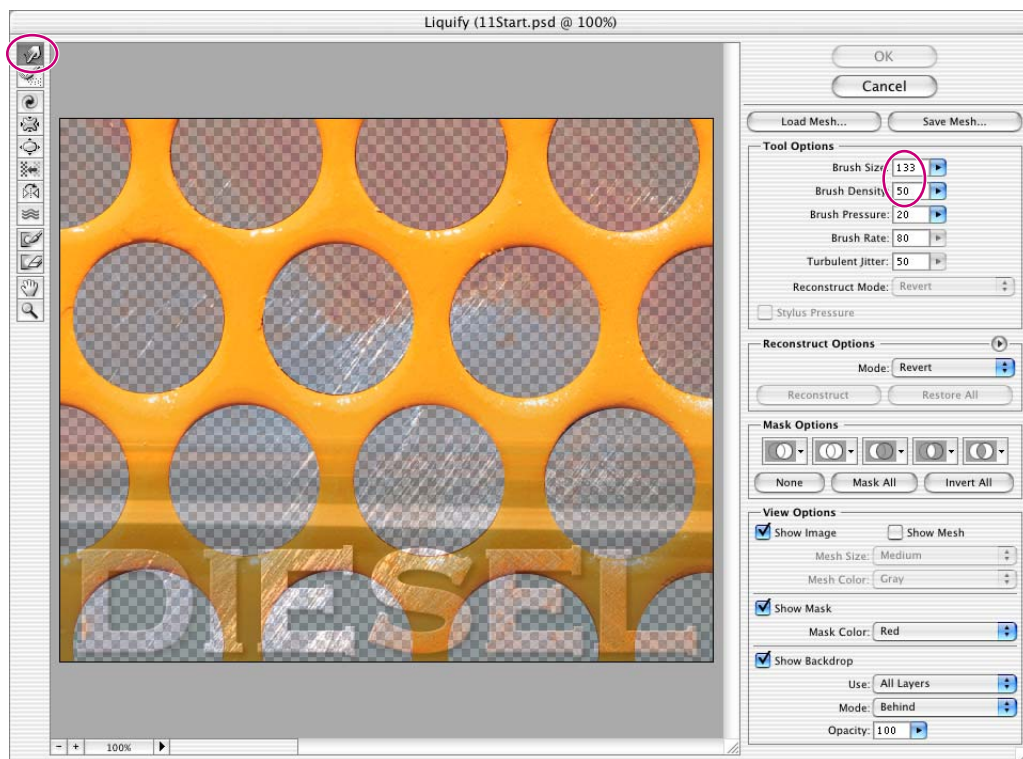 Liquify (11Start.psd @ 100%)
OK
Cancel
Load Mesh...
Save Mesh...
Tool Options
Brush Size: 133
Brush Density: 50
Brush Pressure: 20
Brush Rate: 80
Turbulent Jitter: 50
Reconstruct Mode: Revert
Stylus Pressure
Reconstruct Options
Mode: Revert
Reconstruct
Restore All
Mask Options
None
Mask All
Invert All
View Options
Show Image
Show Mesh
Mesh Size: Medium
Mesh Color: Gray
Show Mask
Mask Color: Red
Show Backdrop
Use: All Layers
Mode: Behind
Opacity: 100
DIESEL
- + 100%